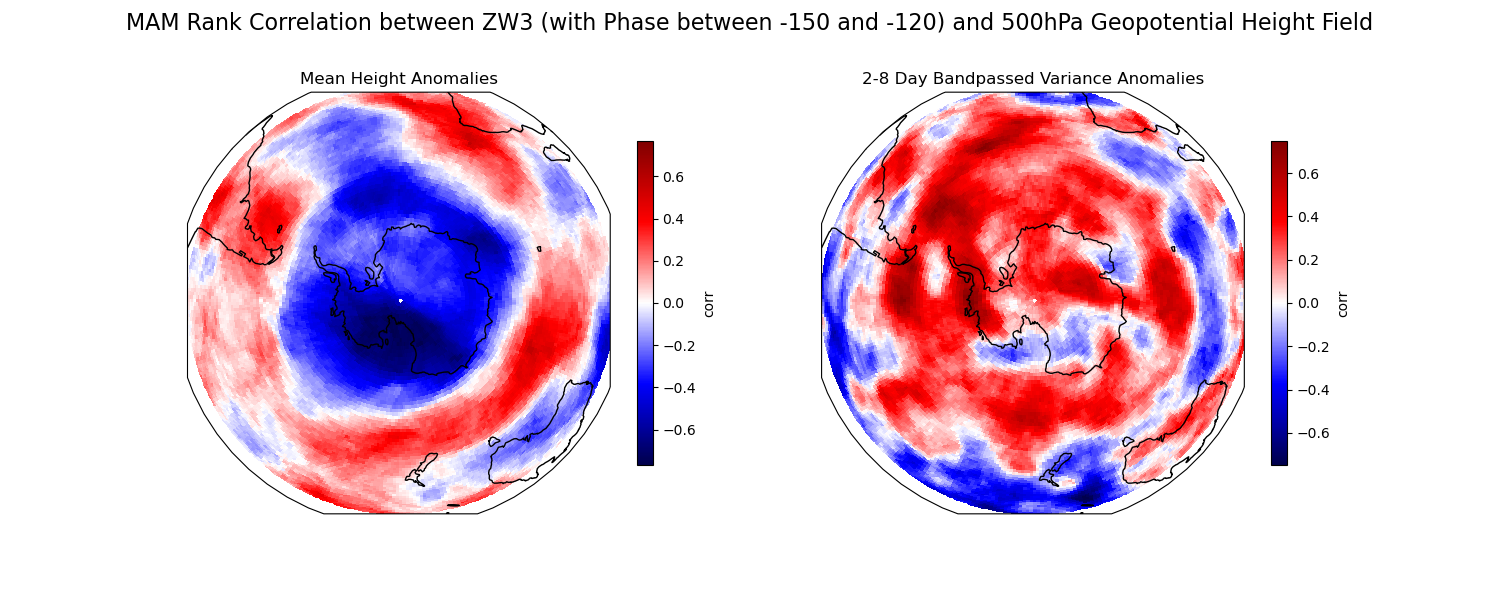 MAM Rank Correlation between ZW3 (with Phase between -150 and -120) and 500hPa Geopotential Height Field
Mean Height Anomalies
0.6
0.4
0.2
0.0
−0.2
−0.4
−0.6
corr
2-8 Day Bandpassed Variance Anomalies
0.6
0.4
0.2
0.0
−0.2
−0.4
−0.6
corr